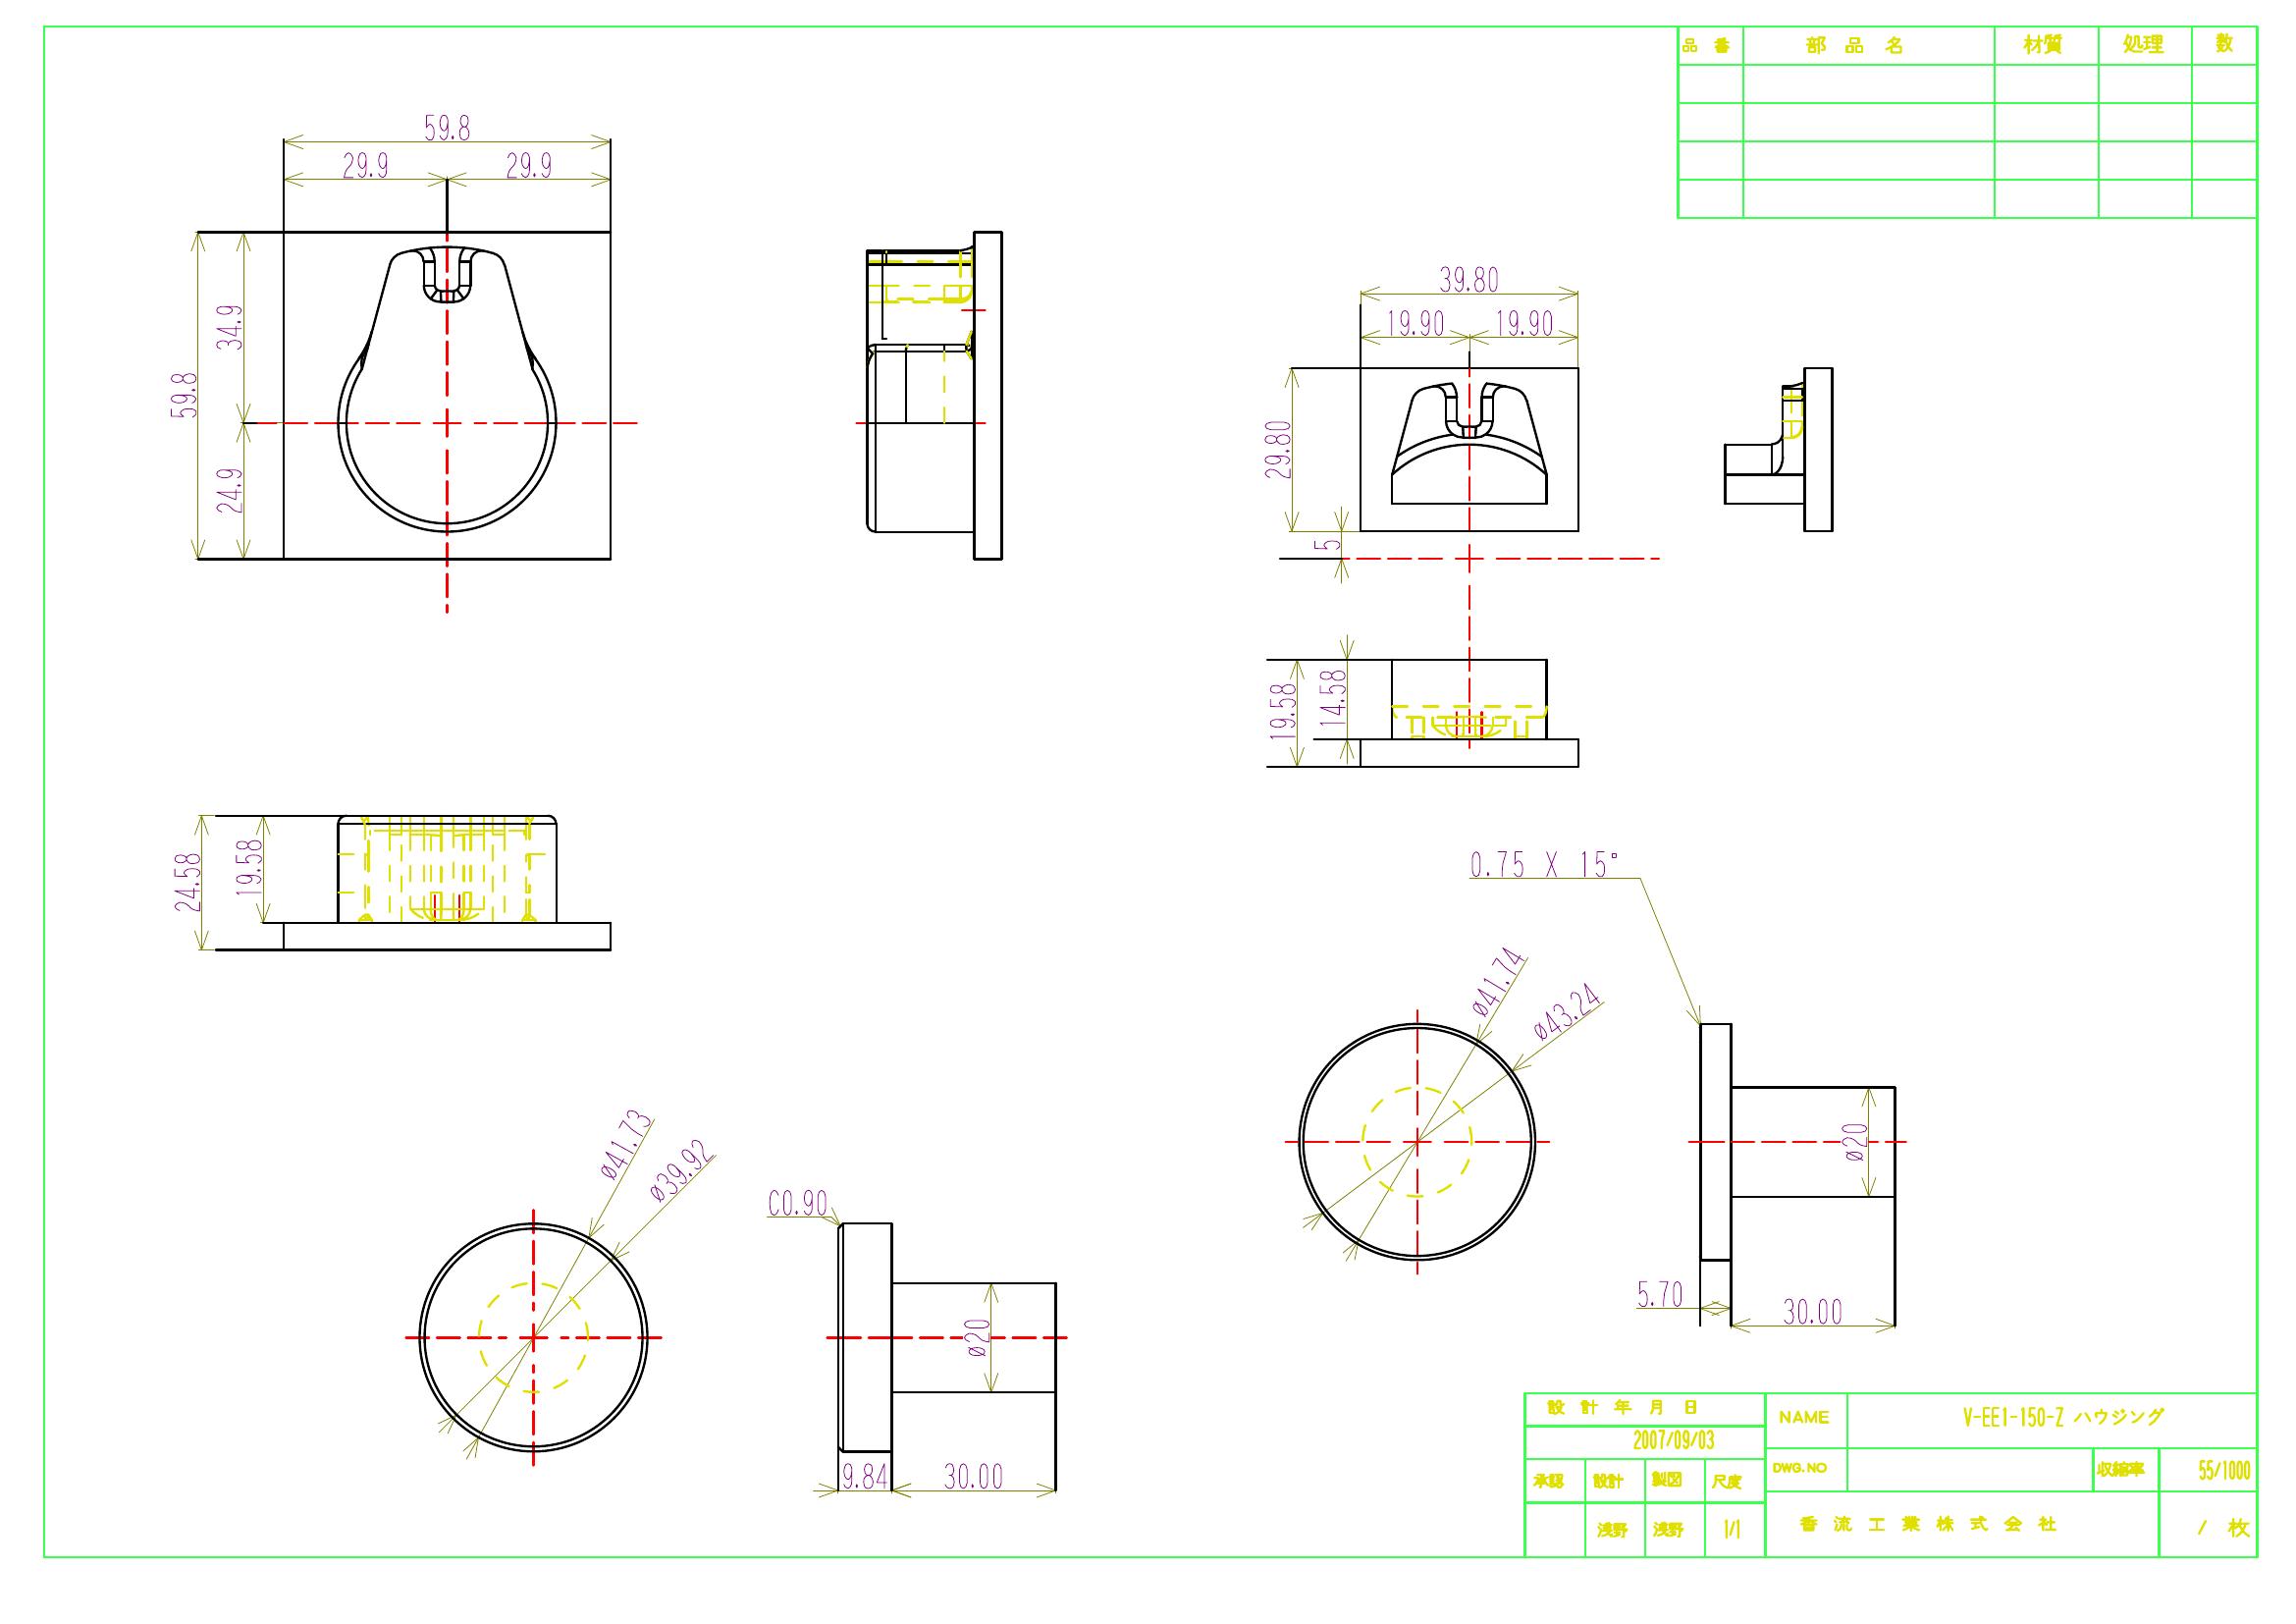 品番 部品名 材質 処理 数
59.8
29.9 29.9
34.9
59.8
24.9
39.80
19.90 19.90
29.80
5
19.58 14.58
24.58 19.58
0.75 X 15°
ø41.74
ø43.24
ø20
5.70 30.00
ø41.73
ø39.92
C0.90
ø20
9.84 30.00
設計年月日 NAME V-EE1-150-Z ハウジング
2007/09/03
DWG.NO 収縮率 55/1000
承認 設計 製図 尺度
浅野 浅野 1/1 香流工業株式会社 / 枚